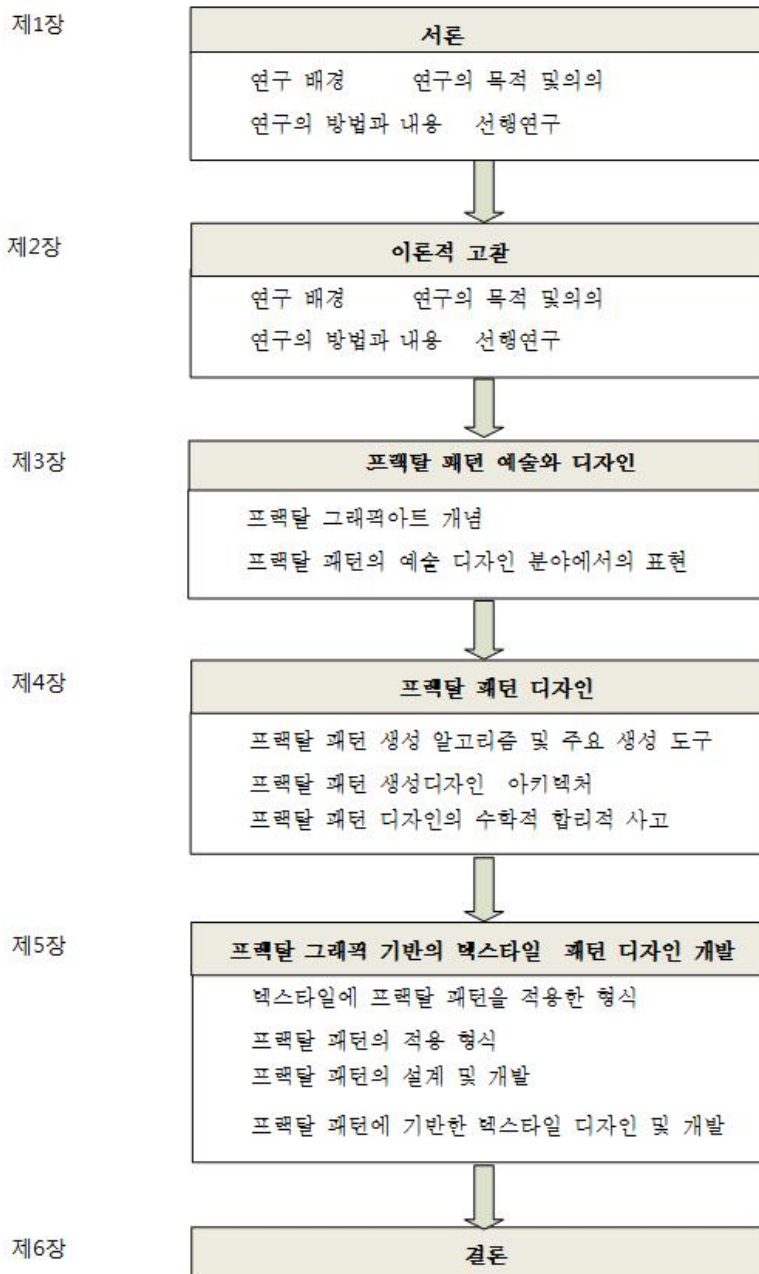 제1장
서론
연구 배경 연구의 목적 및의의
연구의 방법과 내용 선행연구
제2장
이론적 고찰
연구 배경 연구의 목적 및의의
연구의 방법과 내용 선행연구
제3장
프랙탈 패턴 예술와 디자인
프랙탈 그래픽아트 개념
프랙탈 패턴의 예술 디자인 분야에서의 표현
제4장
프랙탈 패턴 디자인
프랙탈 패턴 생성 알고리즘 및 주요 생성 도구
프랙탈 패턴 생성디자인 아키텍처
프랙탈 패턴 디자인의 수학적 합리적 사고
제5장
프랙탈 그래픽 기반의 텍스타일 패턴 디자인 개발
텍스타일에 프랙탈 패턴을 적용한 형식
프랙탈 패턴의 적용 형식
프랙탈 패턴의 설계 및 개발
프랙탈 패턴에 기반한 텍스타일 디자인 및 개발
제6장
결론